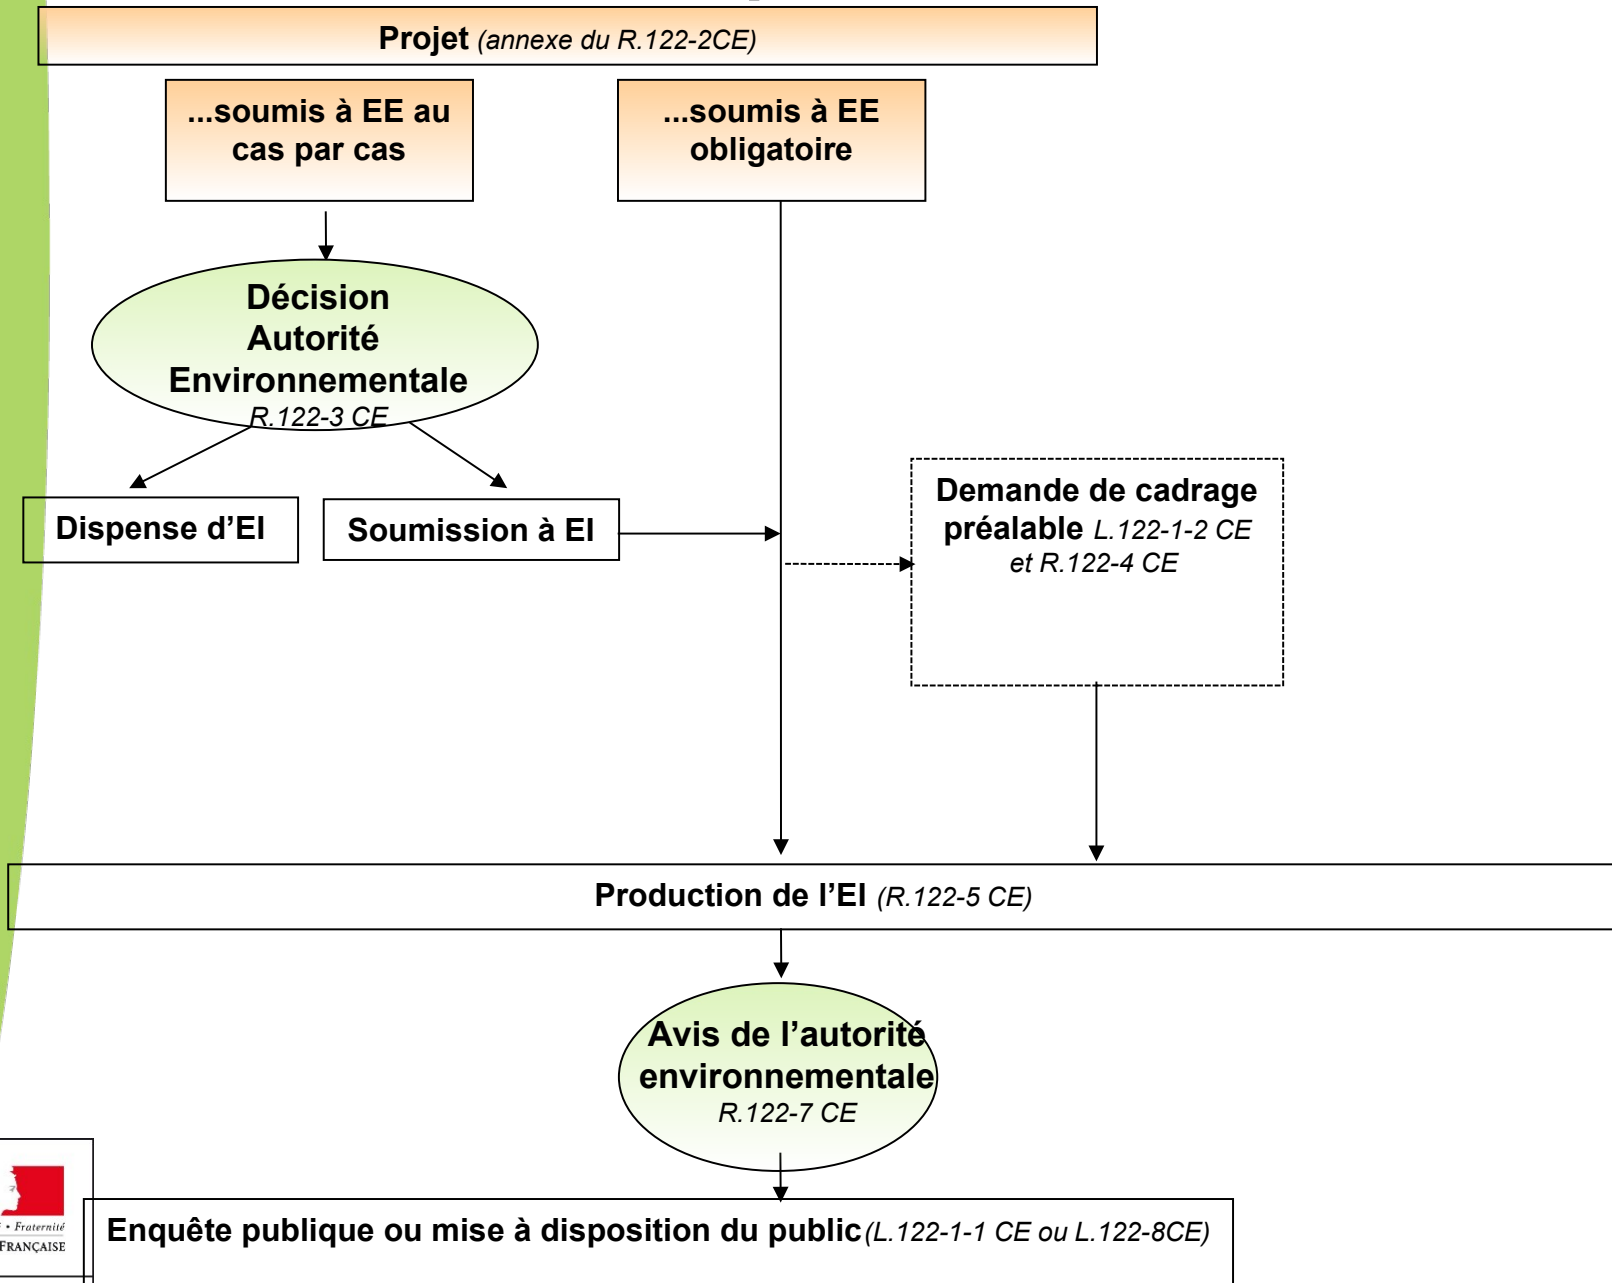 Projet (annexe du R.122-2CE)
...soumis à EE au
cas par cas
...soumis à EE
obligatoire
Décision
Autorité
Environnementale
R.122-3 CE
Dispense d’EI
Soumission à EI
Demande de cadrage
préalable L.122-1-2 CE
et R.122-4 CE
Production de l’EI (R.122-5 CE)
Avis de l’autorité
environnementale
R.122-7 CE
• Fraternité
FRANÇAISE
Enquête publique ou mise à disposition du public(L.122-1-1 CE ou L.122-8CE)